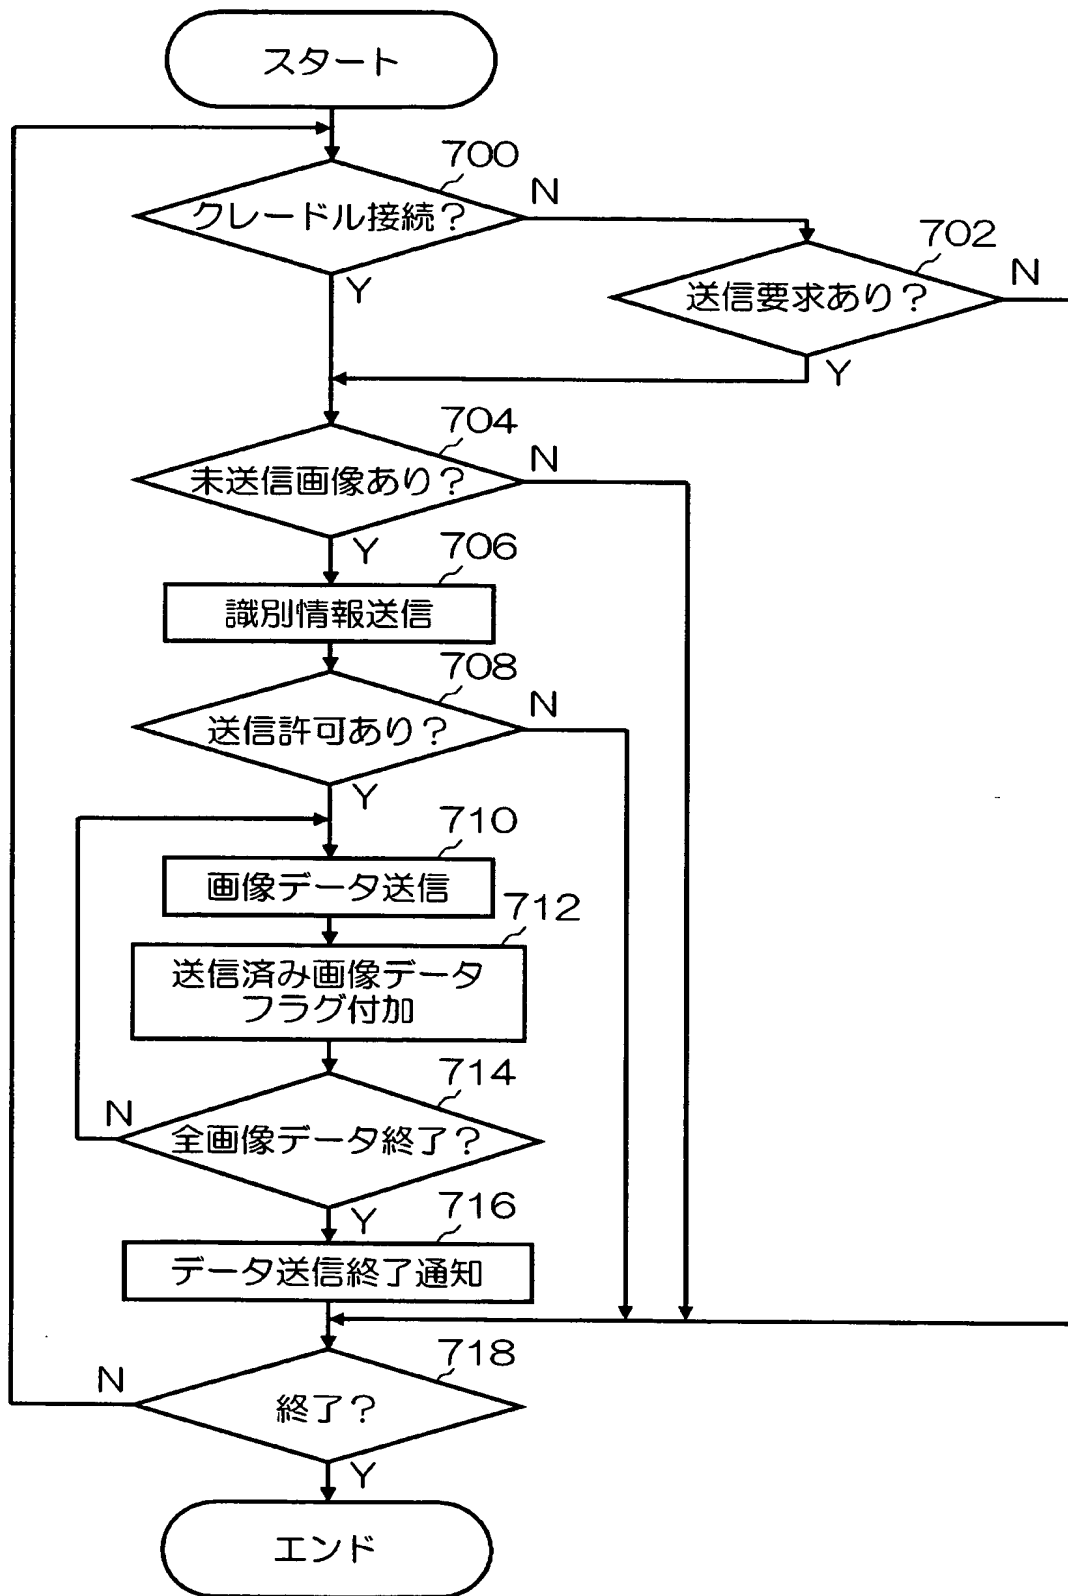 スタート
700
クレードル接続？
N
Y
702
送信要求あり？
N
Y
704
未送信画像あり？
N
Y
706
識別情報送信
708
送信許可あり？
N
Y
710
画像データ送信
712
送信済み画像データ
フラグ付加
714
全画像データ終了？
N
Y
716
データ送信終了通知
718
終了？
N
Y
エンド